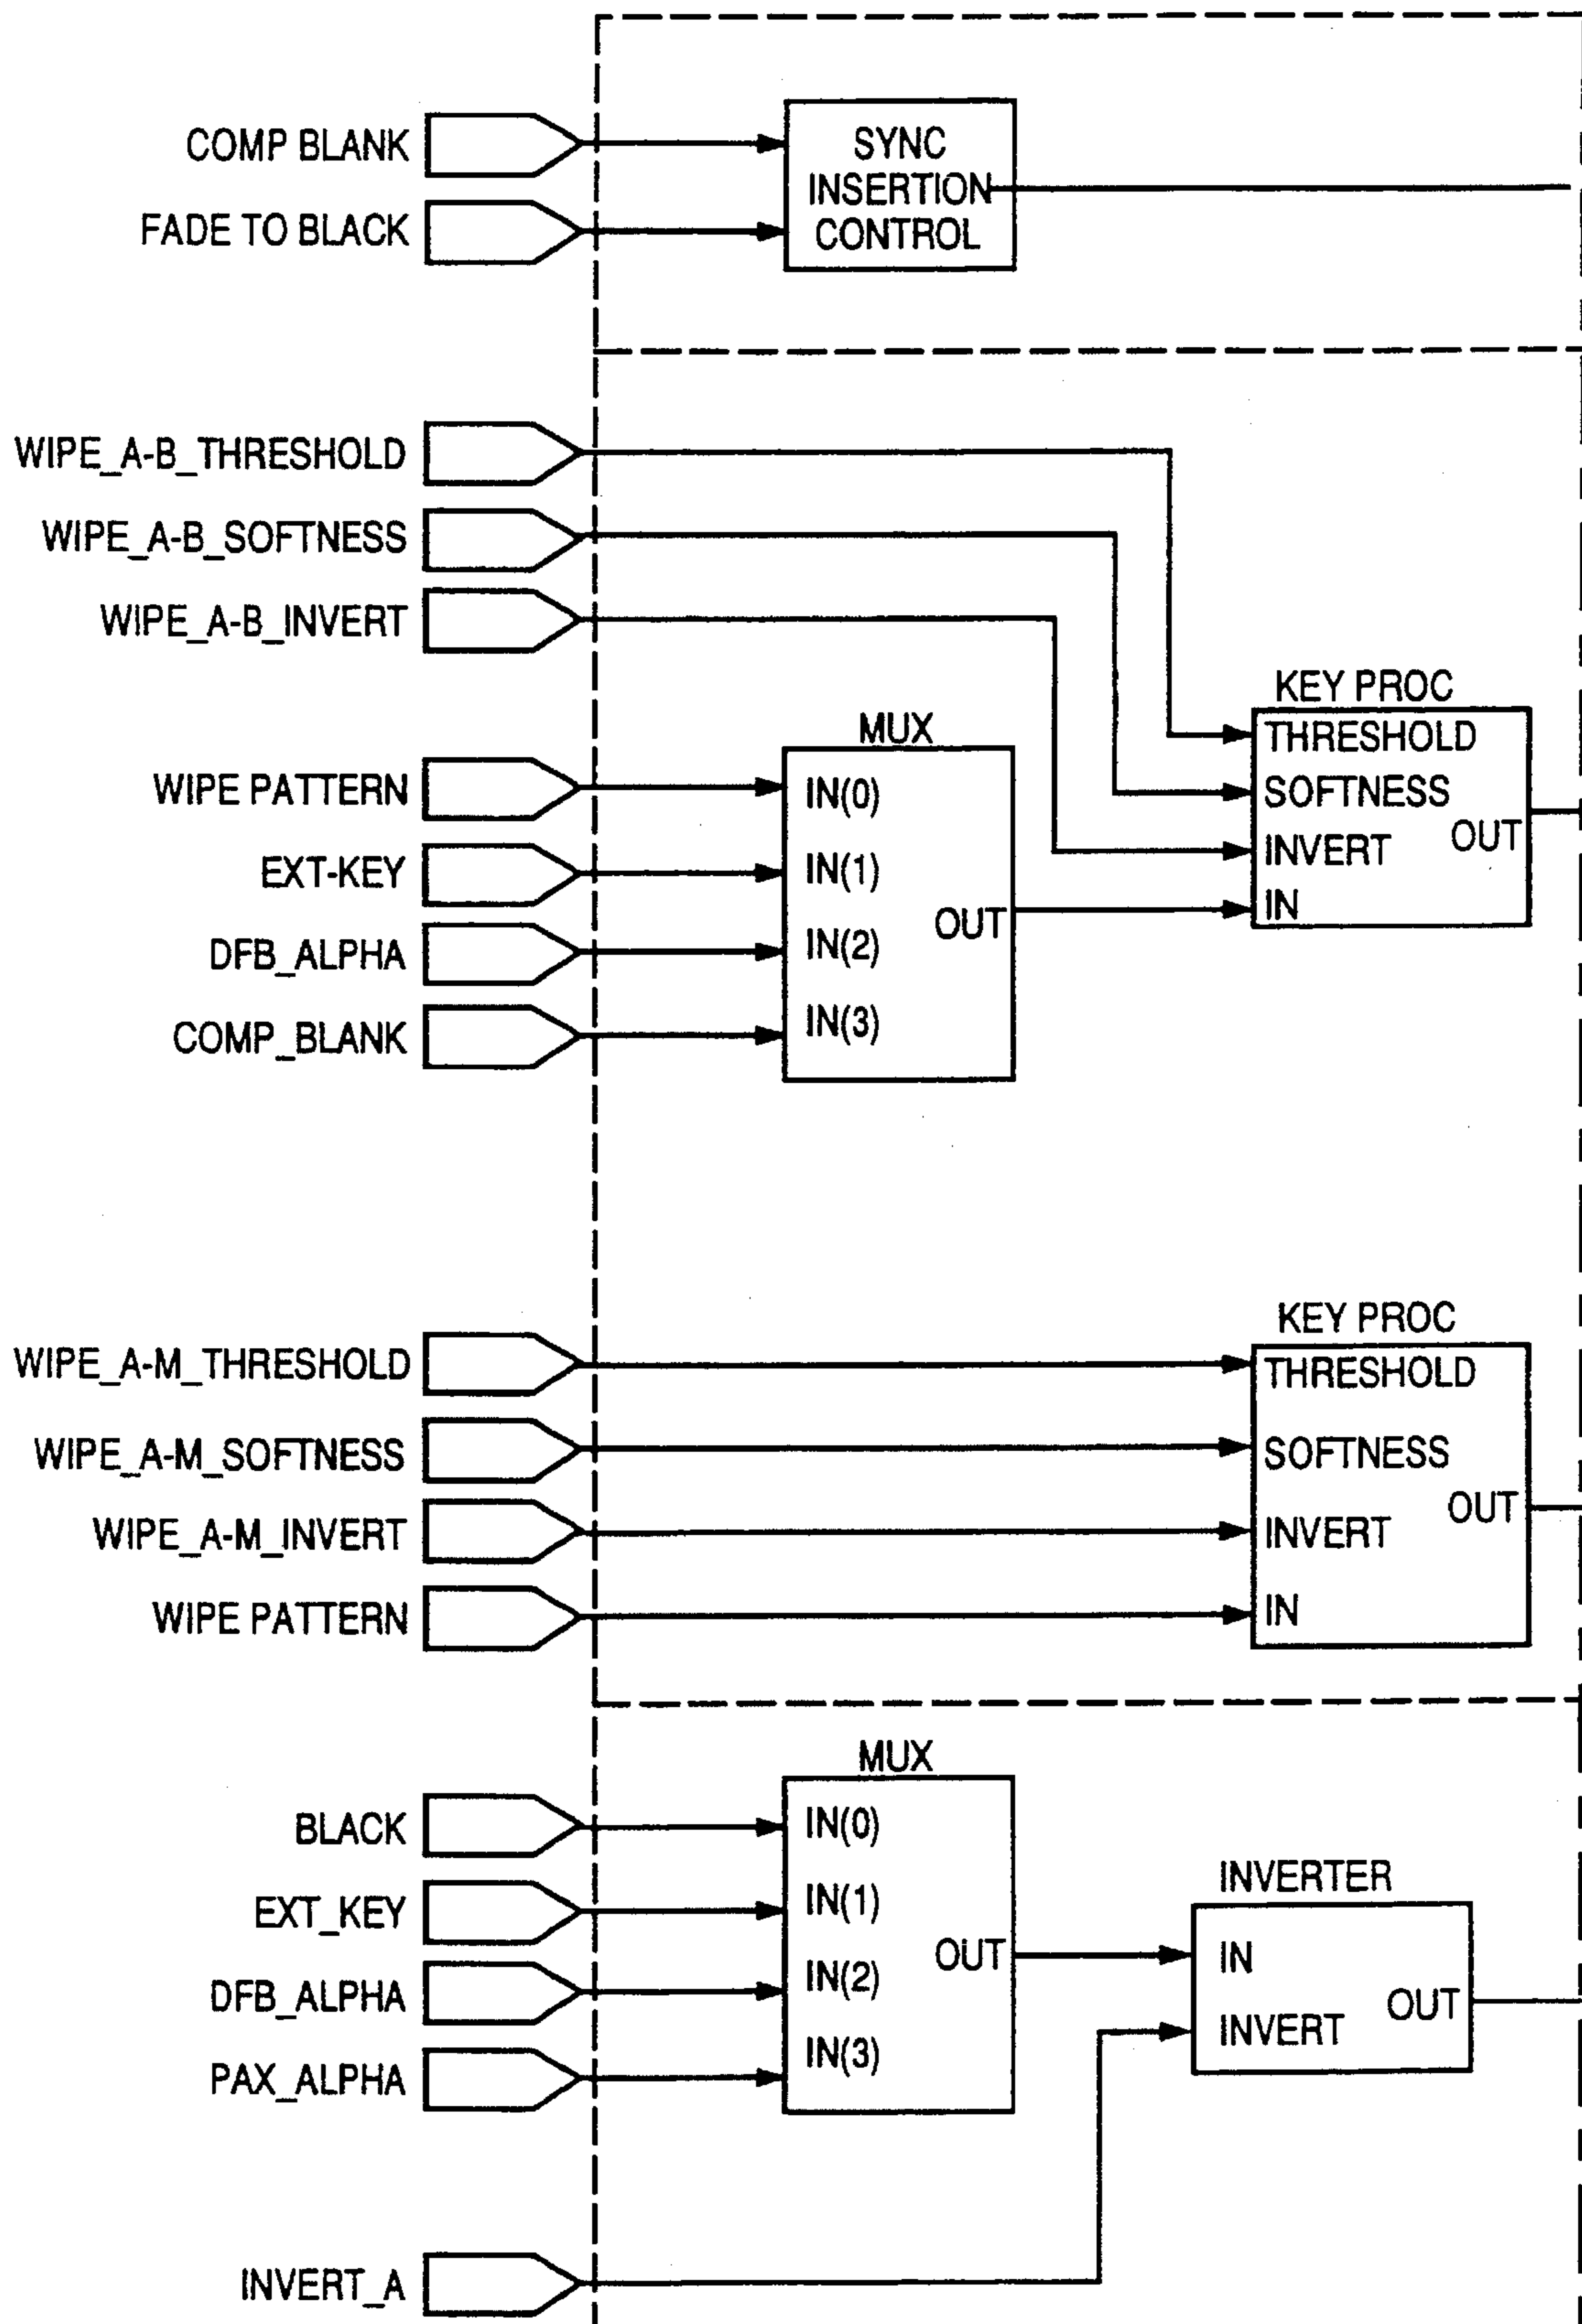 COMP BLANK
FADE TO BLACK
SYNC
INSERTION
CONTROL
WIPE_A-B_THRESHOLD
WIPE_A-B_SOFTNESS
WIPE_A-B_INVERT
WIPE PATTERN
EXT-KEY
DFB_ALPHA
COMP_BLANK
MUX
IN(0)
IN(1)
IN(2)
IN(3)
OUT
KEY PROC
THRESHOLD
SOFTNESS
INVERT
IN
OUT
WIPE_A-M_THRESHOLD
WIPE_A-M_SOFTNESS
WIPE_A-M_INVERT
WIPE PATTERN
KEY PROC
THRESHOLD
SOFTNESS
INVERT
IN
OUT
BLACK
EXT_KEY
DFB_ALPHA
PAX_ALPHA
INVERT_A
MUX
IN(0)
IN(1)
IN(2)
IN(3)
OUT
INVERTER
IN
INVERT
OUT